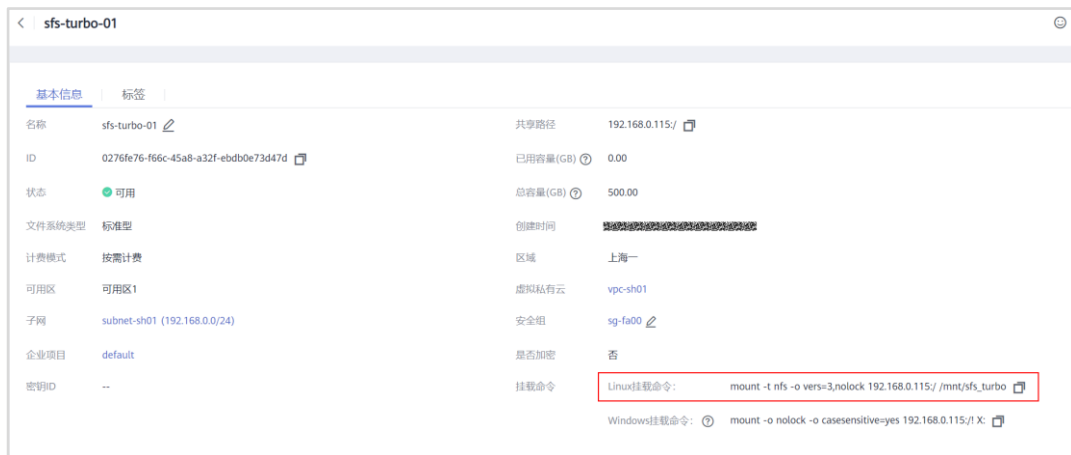 sfs-turbo-01
基本信息 标签
名称 sfs-turbo-01 共享路径 192.168.0.115:/
ID 0276fe76-f66c-45a8-a32f-ebdb0e73d47d 已用容量(GB) ? 0.00
状态 可用 总容量(GB) ? 500.00
文件系统类型 标准型 创建时间
计费模式 按需计费 区域 上海一
可用区 可用区1 虚拟私有云 vpc-sh01
子网 subnet-sh01 (192.168.0.0/24) 安全组 sg-fa00
企业项目 default 是否加密 否
密钥ID -- 挂载命令 Linux挂载命令: mount -t nfs -o vers=3,nolock 192.168.0.115:/ /mnt/sfs_turbo
Windows挂载命令: ? mount -o nolock -o casesensitive=yes 192.168.0.115:/! X: